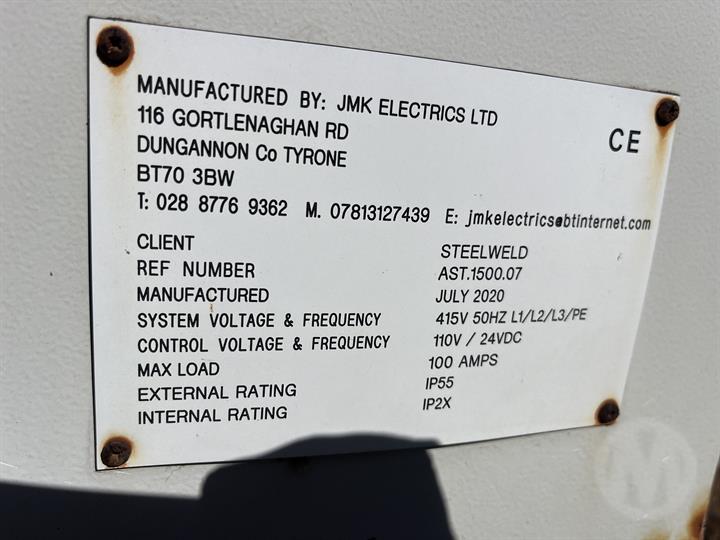 MANUFACTURED BY: JMK ELECTRICS LTD
CE
116 GORTLENAGHAN RD
DUNGANNON Co TYRONE
BT70 3BW
T: 028 8776 9362 M. 07813127439 E: jmkelectrics@btinternet.com
CLIENT STEELWELD
REF NUMBER AST.1500.07
MANUFACTURED JULY 2020
SYSTEM VOLTAGE & FREQUENCY 415V 50HZ L1/L2/L3/PE
CONTROL VOLTAGE & FREQUENCY 110V / 24VDC
MAX LOAD 100 AMPS
EXTERNAL RATING IP55
INTERNAL RATING IP2X
M